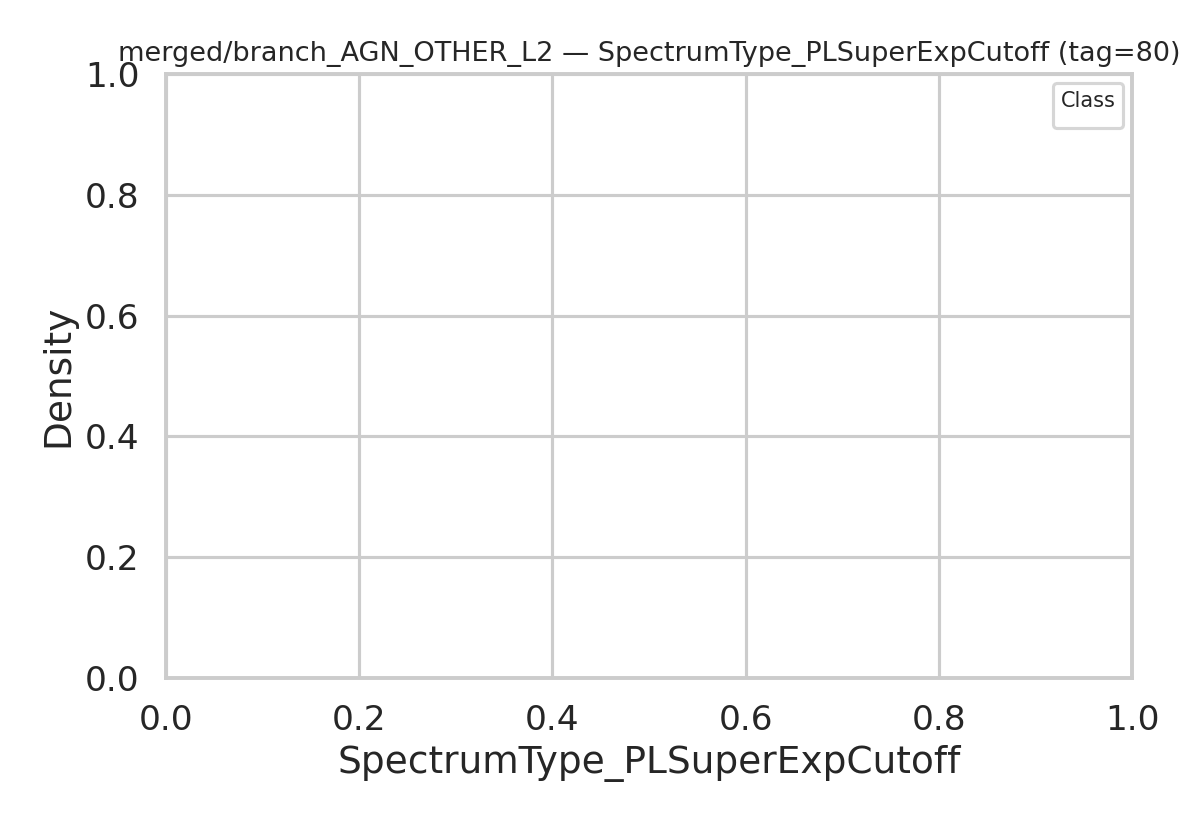 merged/branch_AGN_OTHER_L2 — SpectrumType_PLSuperExpCutoff (tag=80)
Class
Density
1.0
0.8
0.6
0.4
0.2
0.0
0.0 0.2 0.4 0.6 0.8 1.0
SpectrumType_PLSuperExpCutoff